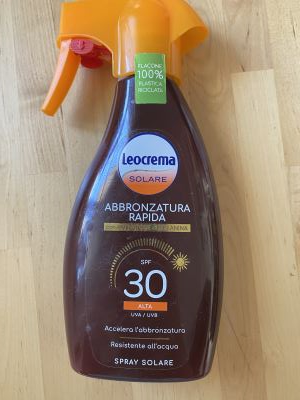 FLACONE
100%
PLASTICA
RICICLATA
Leocrema
SOLARE
ABBRONZATURA
RAPIDA
SPF
30
ALTA
UVA / UVB
Accelera l'abbronzatura
Resistente all'acqua
SPRAY SOLARE